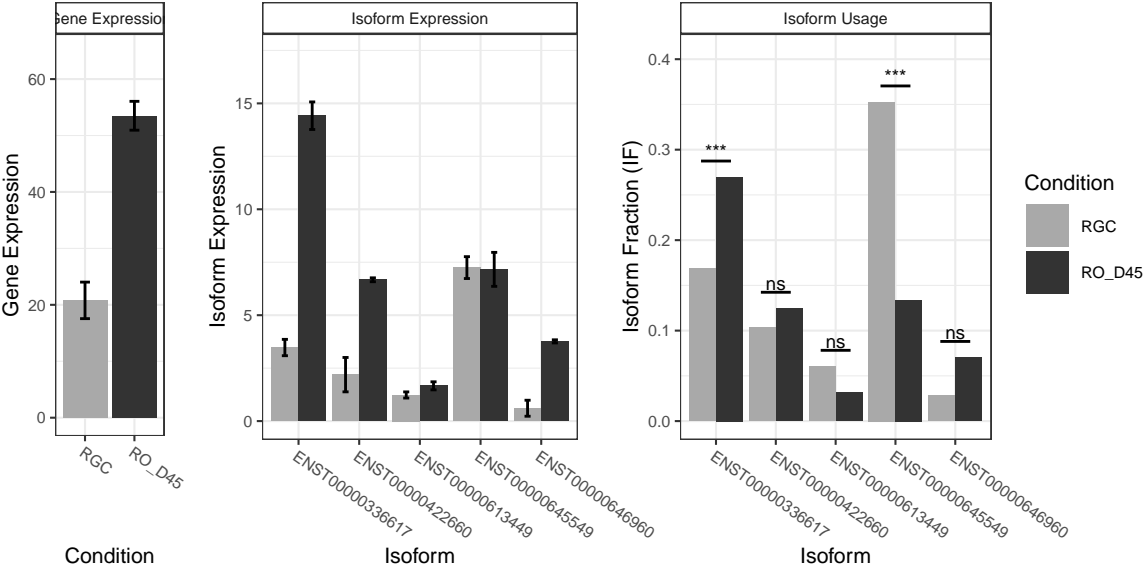 Gene Expression
Isoform Expression
Isoform Usage
Gene Expression
60
40
20
0
RGC
RO_D45
Condition
Isoform Expression
15
10
5
0
ENST00000336617
ENST00000422660
ENST00000613449
ENST00000645549
ENST00000646960
Isoform
Isoform Fraction (IF)
0.4
0.3
0.2
0.1
0.0
***
ns
ns
***
ns
ENST00000336617
ENST00000422660
ENST00000613449
ENST00000645549
ENST00000646960
Isoform
Condition
RGC
RO_D45